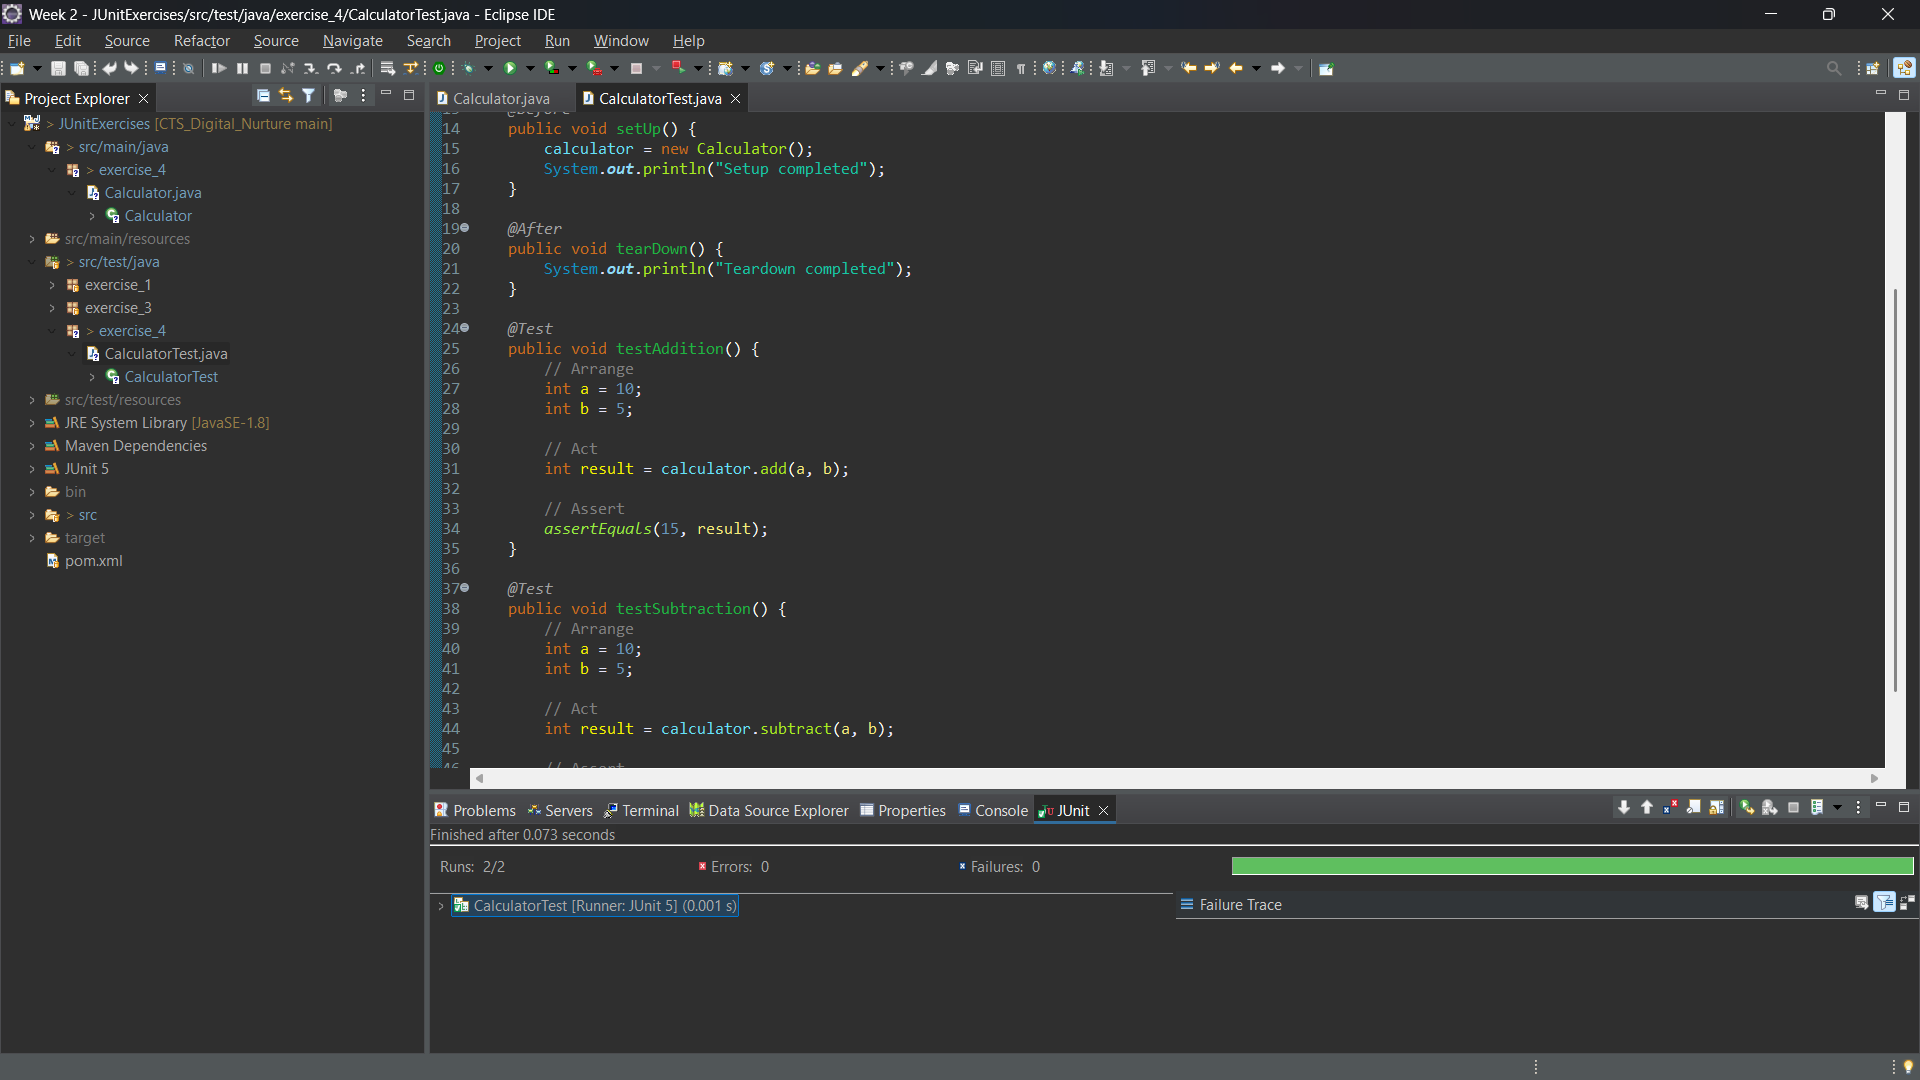 Week 2 - JUnitExercises/src/test/java/exercise_4/CalculatorTest.java - Eclipse IDE
File Edit Source Refactor Source Navigate Search Project Run Window Help
Project Explorer
> JUnitExercises [CTS_Digital_Nurture main]
> src/main/java
> exercise_4
Calculator.java
Calculator
src/main/resources
> src/test/java
exercise_1
exercise_3
> exercise_4
CalculatorTest.java
CalculatorTest
src/test/resources
JRE System Library [JavaSE-1.8]
Maven Dependencies
JUnit 5
bin
> src
target
pom.xml
Calculator.java CalculatorTest.java
14 public void setUp() {
15 calculator = new Calculator();
16 System.out.println("Setup completed");
17 }
18
19 @After
20 public void tearDown() {
21 System.out.println("Teardown completed");
22 }
23
24 @Test
25 public void testAddition() {
26 // Arrange
27 int a = 10;
28 int b = 5;
29
30 // Act
31 int result = calculator.add(a, b);
32
33 // Assert
34 assertEquals(15, result);
35 }
36
37 @Test
38 public void testSubtraction() {
39 // Arrange
40 int a = 10;
41 int b = 5;
42
43 // Act
44 int result = calculator.subtract(a, b);
45
46 // Assert
Problems Servers Terminal Data Source Explorer Properties Console JUnit
Finished after 0.073 seconds
Runs: 2/2 Errors: 0 Failures: 0
CalculatorTest [Runner: JUnit 5] (0.001 s)
Failure Trace